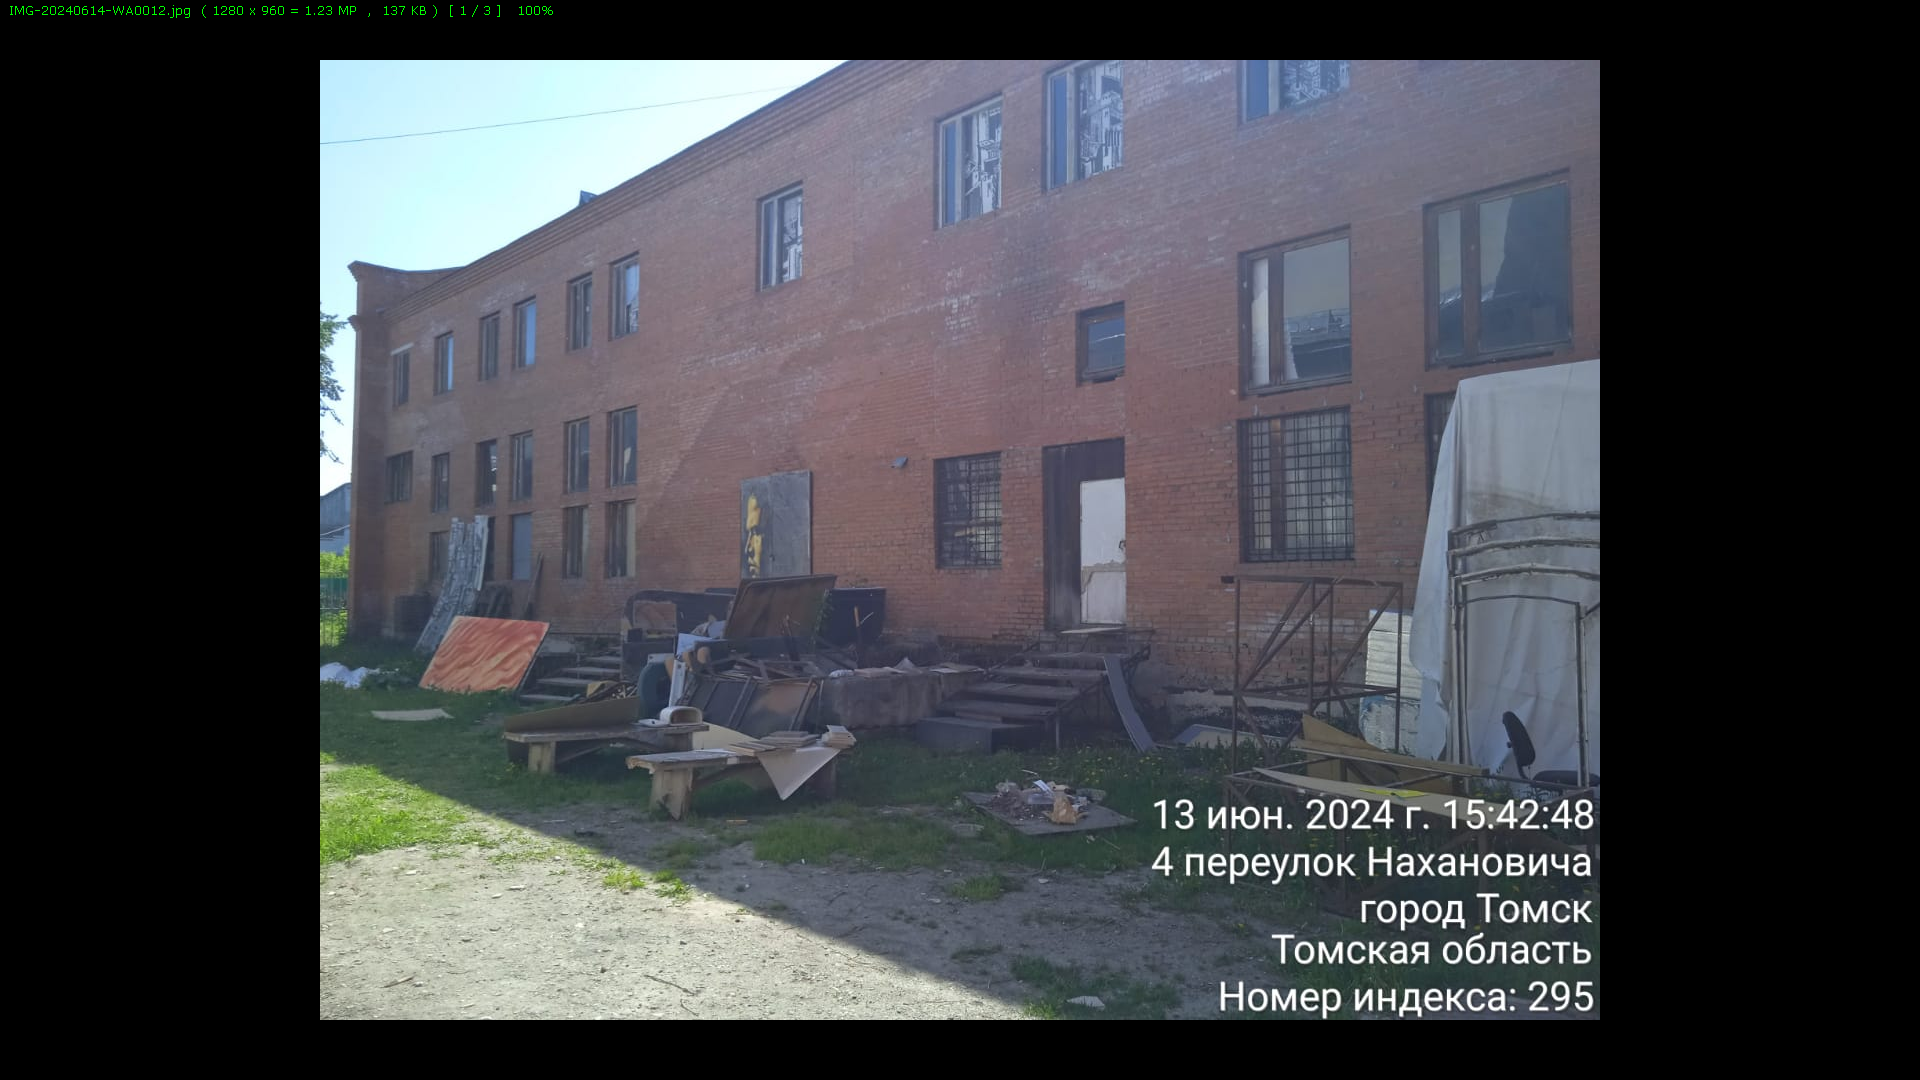 IMG-20240614-WA0012.jpg ( 1280 x 960 = 1.23 MP , 137 KB ) [ 1 / 3 ] 100%
13 июн. 2024 г. 15:42:48
4 переулок Нахановича
город Томск
Томская область
Номер индекса: 295